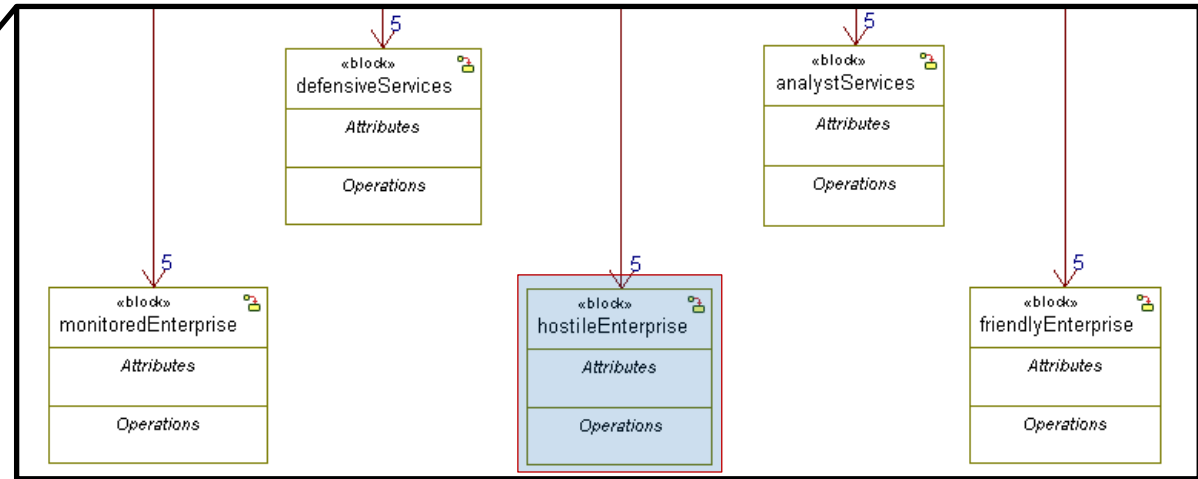 5
«block»
defensiveServices
Attributes
Operations
5
«block»
analystServices
Attributes
Operations
5
«block»
monitoredEnterprise
Attributes
Operations
5
«block»
hostileEnterprise
Attributes
Operations
5
«block»
friendlyEnterprise
Attributes
Operations